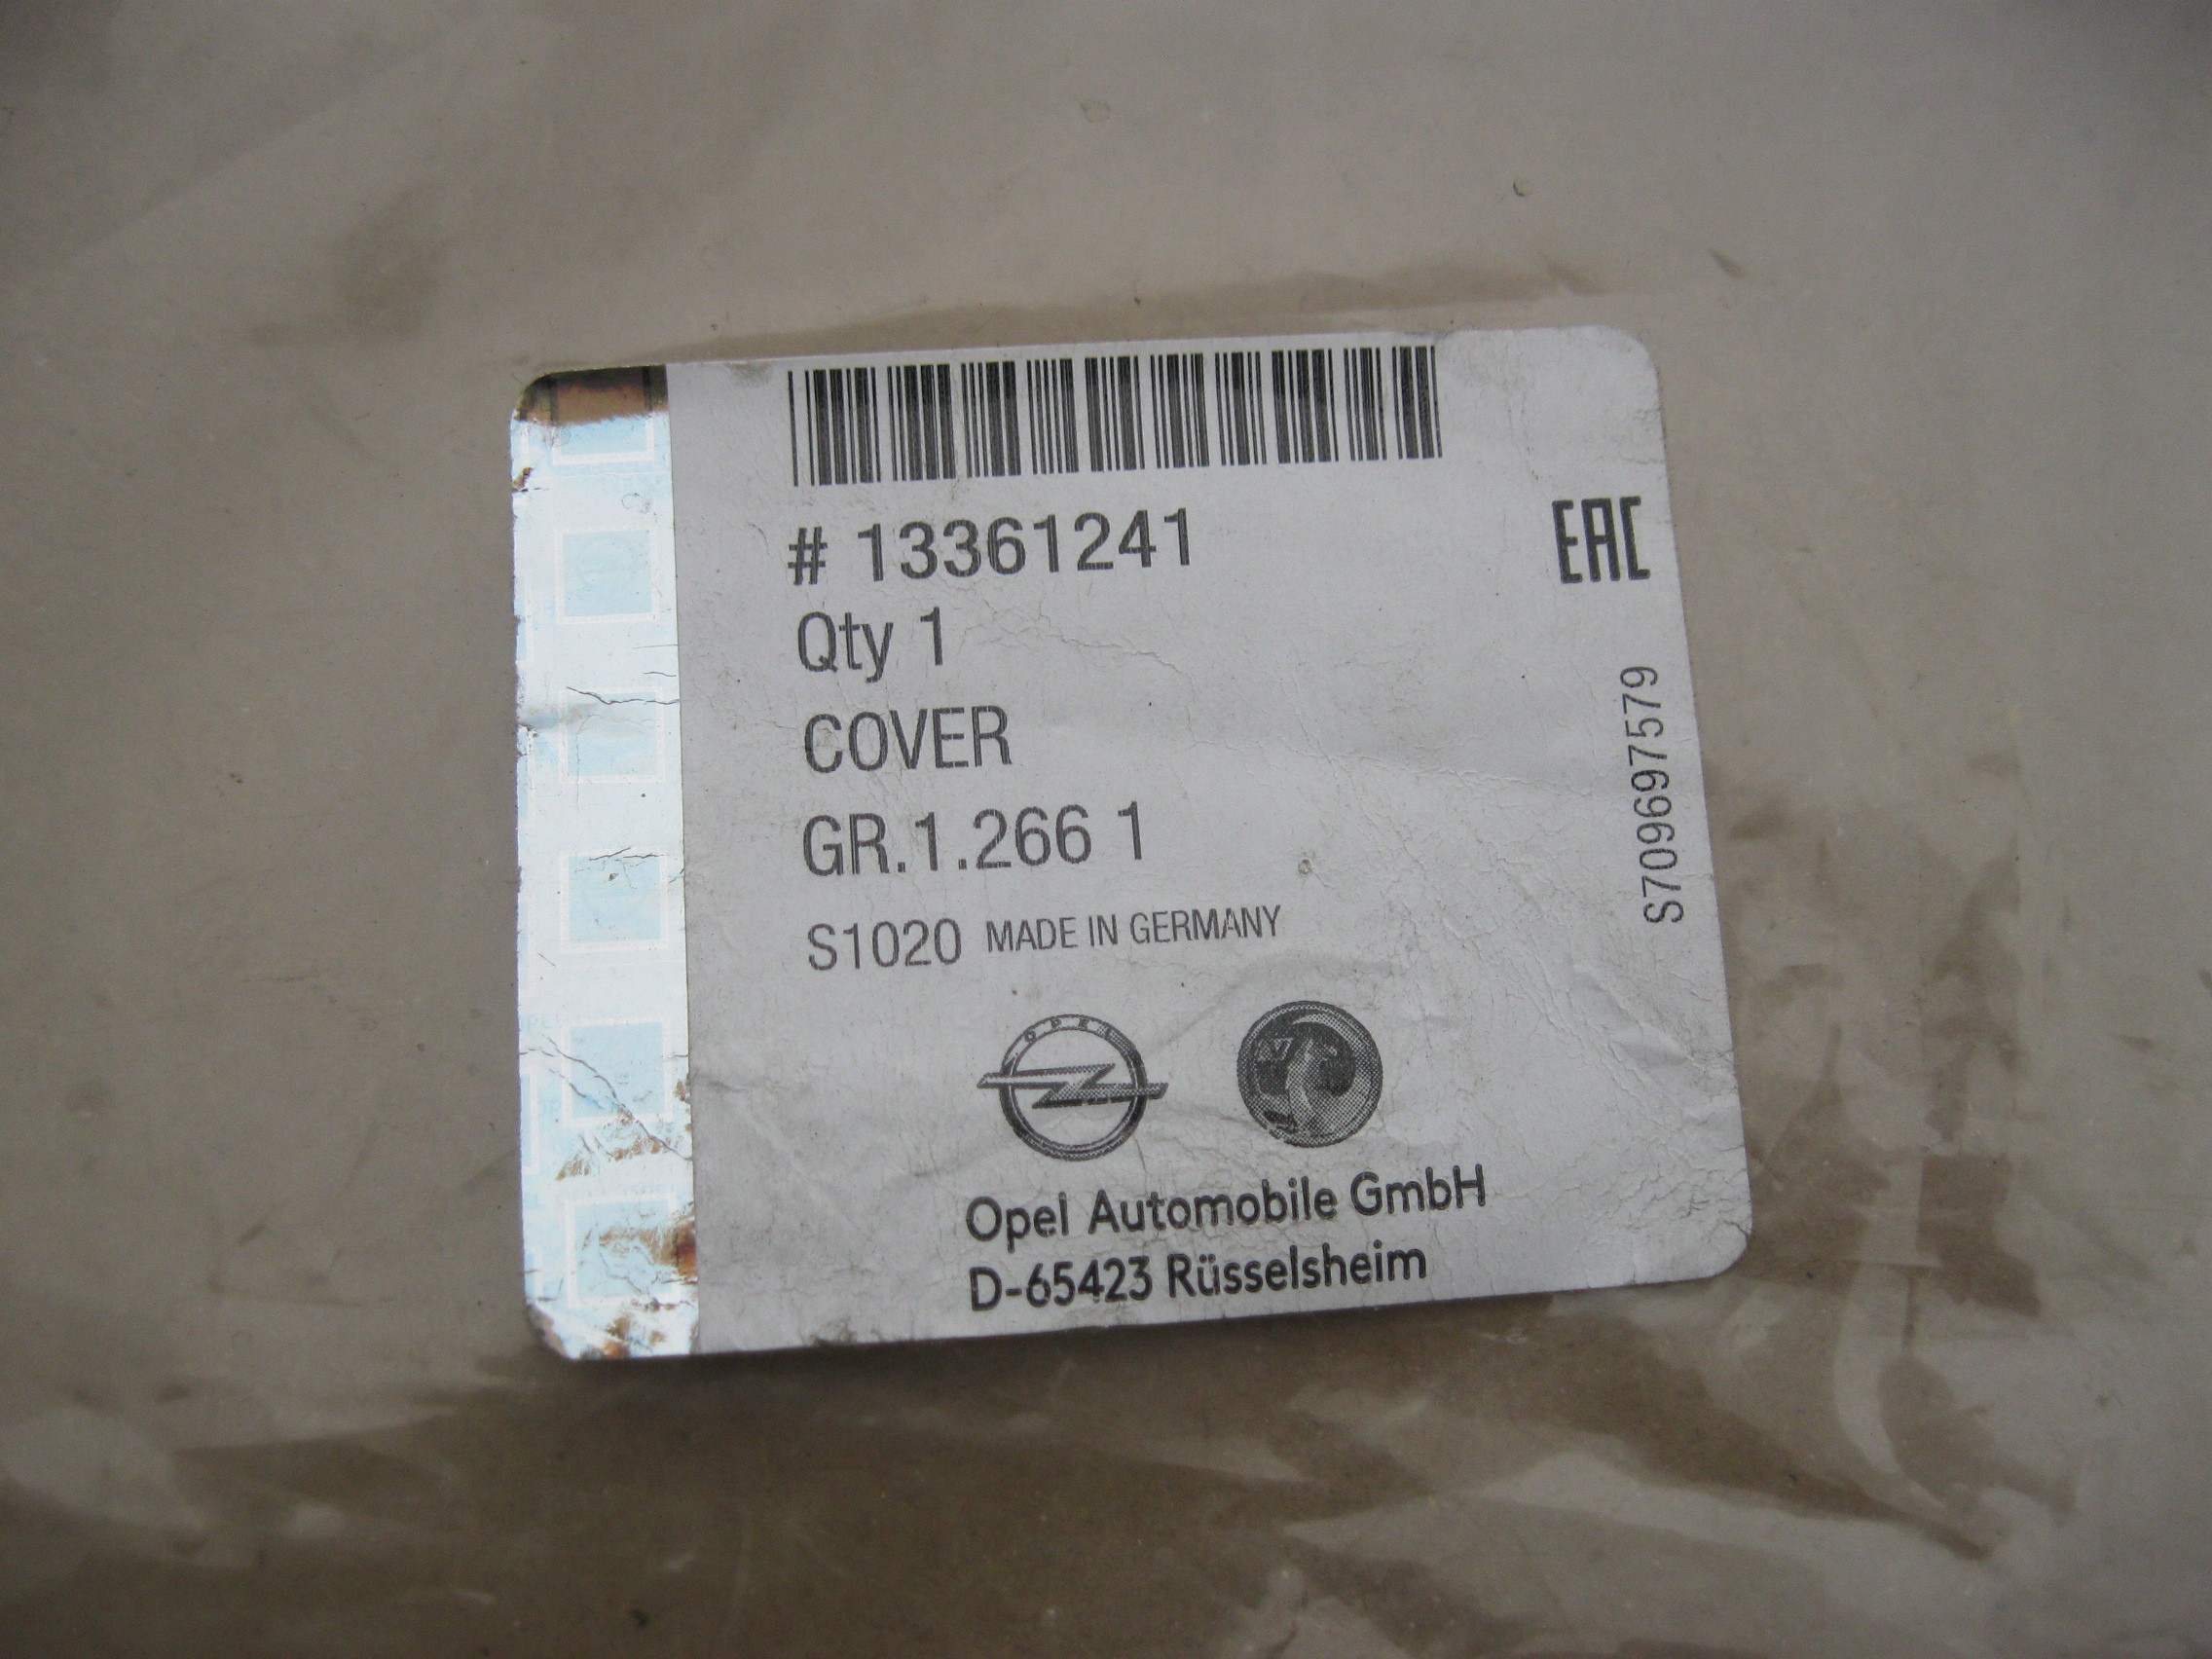 # 13361241
EAC
Qty 1
COVER
GR.1.266 1
S1020 MADE IN GERMANY
S709697579
OPEL
Opel Automobile GmbH
D-65423 Rüsselsheim